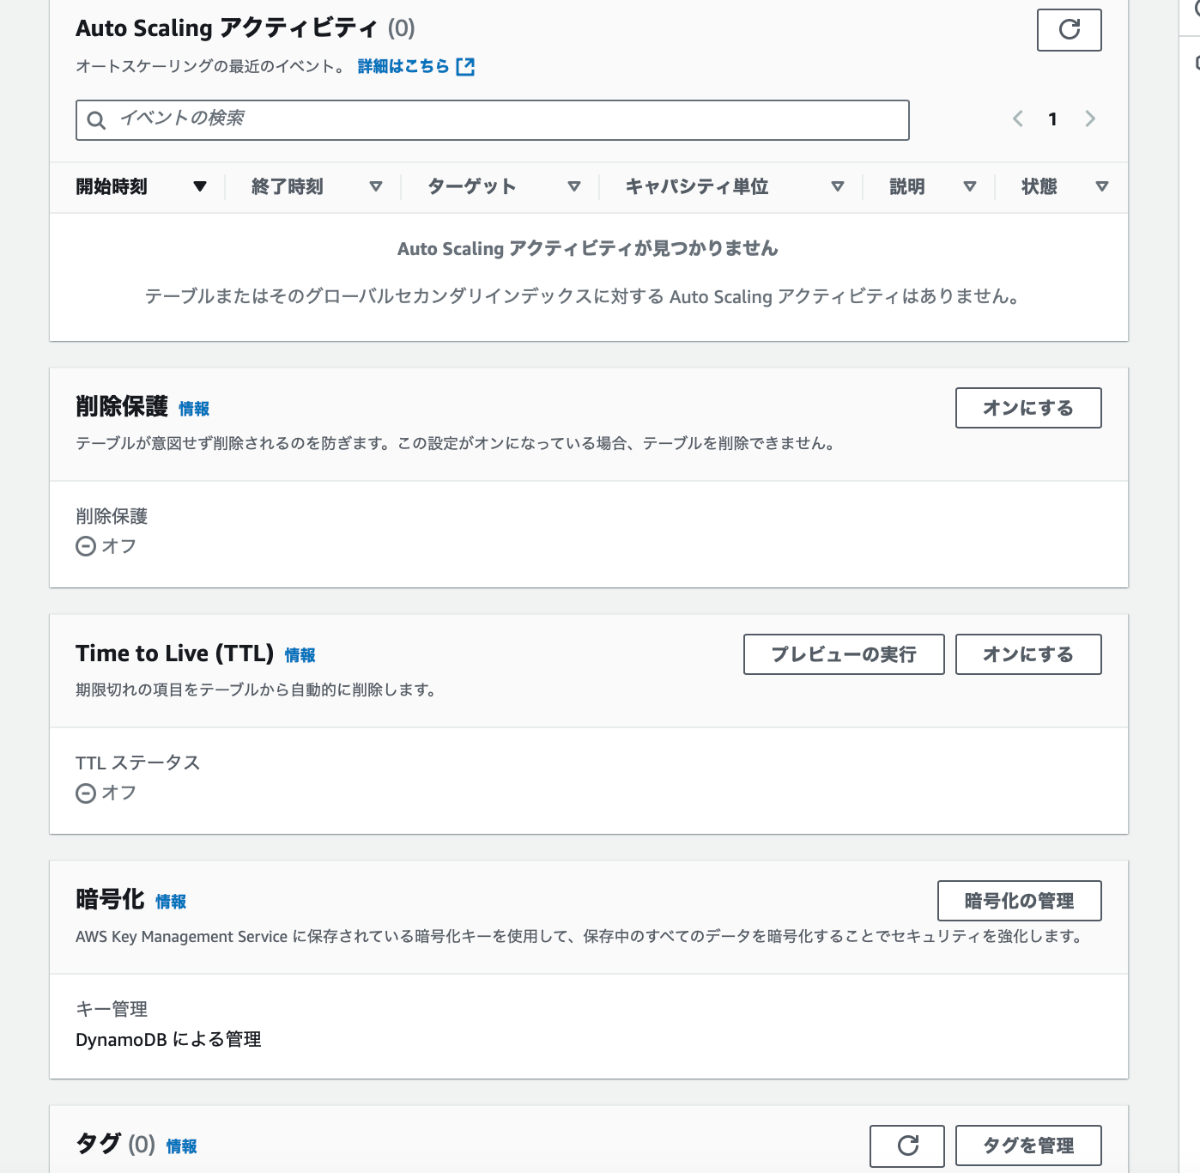 Auto Scaling アクティビティ (0)
オートスケーリングの最近のイベント。 詳細はこちら
イベントの検索
1
開始時刻 終了時刻 ターゲット キャパシティ単位 説明 状態
Auto Scaling アクティビティが見つかりません
テーブルまたはそのグローバルセカンダリインデックスに対する Auto Scaling アクティビティはありません。
削除保護 情報
オンにする
テーブルが意図せず削除されるのを防ぎます。この設定がオンになっている場合、テーブルを削除できません。
削除保護
オフ
Time to Live (TTL) 情報
プレビューの実行 オンにする
期限切れの項目をテーブルから自動的に削除します。
TTL ステータス
オフ
暗号化 情報
暗号化の管理
AWS Key Management Service に保存されている暗号化キーを使用して、保存中のすべてのデータを暗号化することでセキュリティを強化します。
キー管理
DynamoDB による管理
タグ (0) 情報
タグを管理